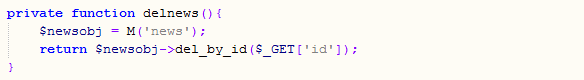 private function delnews(){
$newsobj = M('news');
return $newsobj->del_by_id($_GET['id']);
}